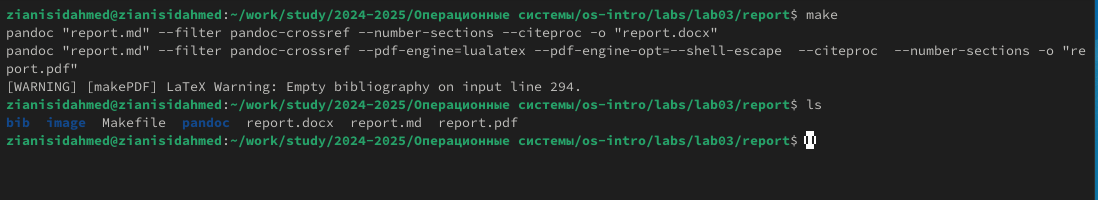 zianisidahmed@zianisidahmed:~/work/study/2024-2025/Операционные системы/os-intro/labs/lab03/report$ make
pandoc "report.md" --filter pandoc-crossref --number-sections --citeproc -o "report.docx"
pandoc "report.md" --filter pandoc-crossref --pdf-engine=lualatex --pdf-engine-opt=--shell-escape  --citeproc  --number-sections -o "re
port.pdf"
[WARNING] [makePDF] LaTeX Warning: Empty bibliography on input line 294.
zianisidahmed@zianisidahmed:~/work/study/2024-2025/Операционные системы/os-intro/labs/lab03/report$ ls
bib  image  Makefile  pandoc  report.docx  report.md  report.pdf
zianisidahmed@zianisidahmed:~/work/study/2024-2025/Операционные системы/os-intro/labs/lab03/report$